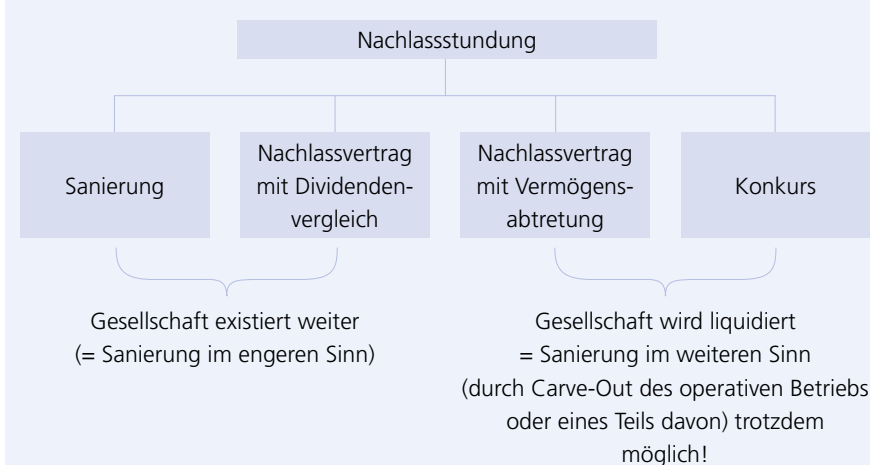 Nachlassstundung
Sanierung
Nachlassvertrag
mit Dividenden-
vergleich
Nachlassvertrag
mit Vermögens-
abtretung
Konkurs
Gesellschaft existiert weiter
(= Sanierung im engeren Sinn)
Gesellschaft wird liquidiert
= Sanierung im weiteren Sinn
(durch Carve-Out des operativen Betriebs
oder eines Teils davon) trotzdem
möglich!